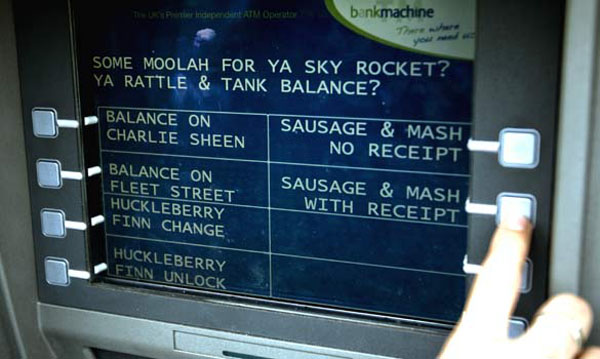 The UK's Premier Independent ATM Operator
bankmachine
There where
you need us
SOME MOOLAH FOR YA SKY ROCKET?
YA RATTLE & TANK BALANCE?
BALANCE ON
CHARLIE SHEEN
SAUSAGE & MASH
NO RECEIPT
BALANCE ON
FLEET STREET
SAUSAGE & MASH
WITH RECEIPT
HUCKLEBERRY
FINN CHANGE
HUCKLEBERRY
FINN UNLOCK